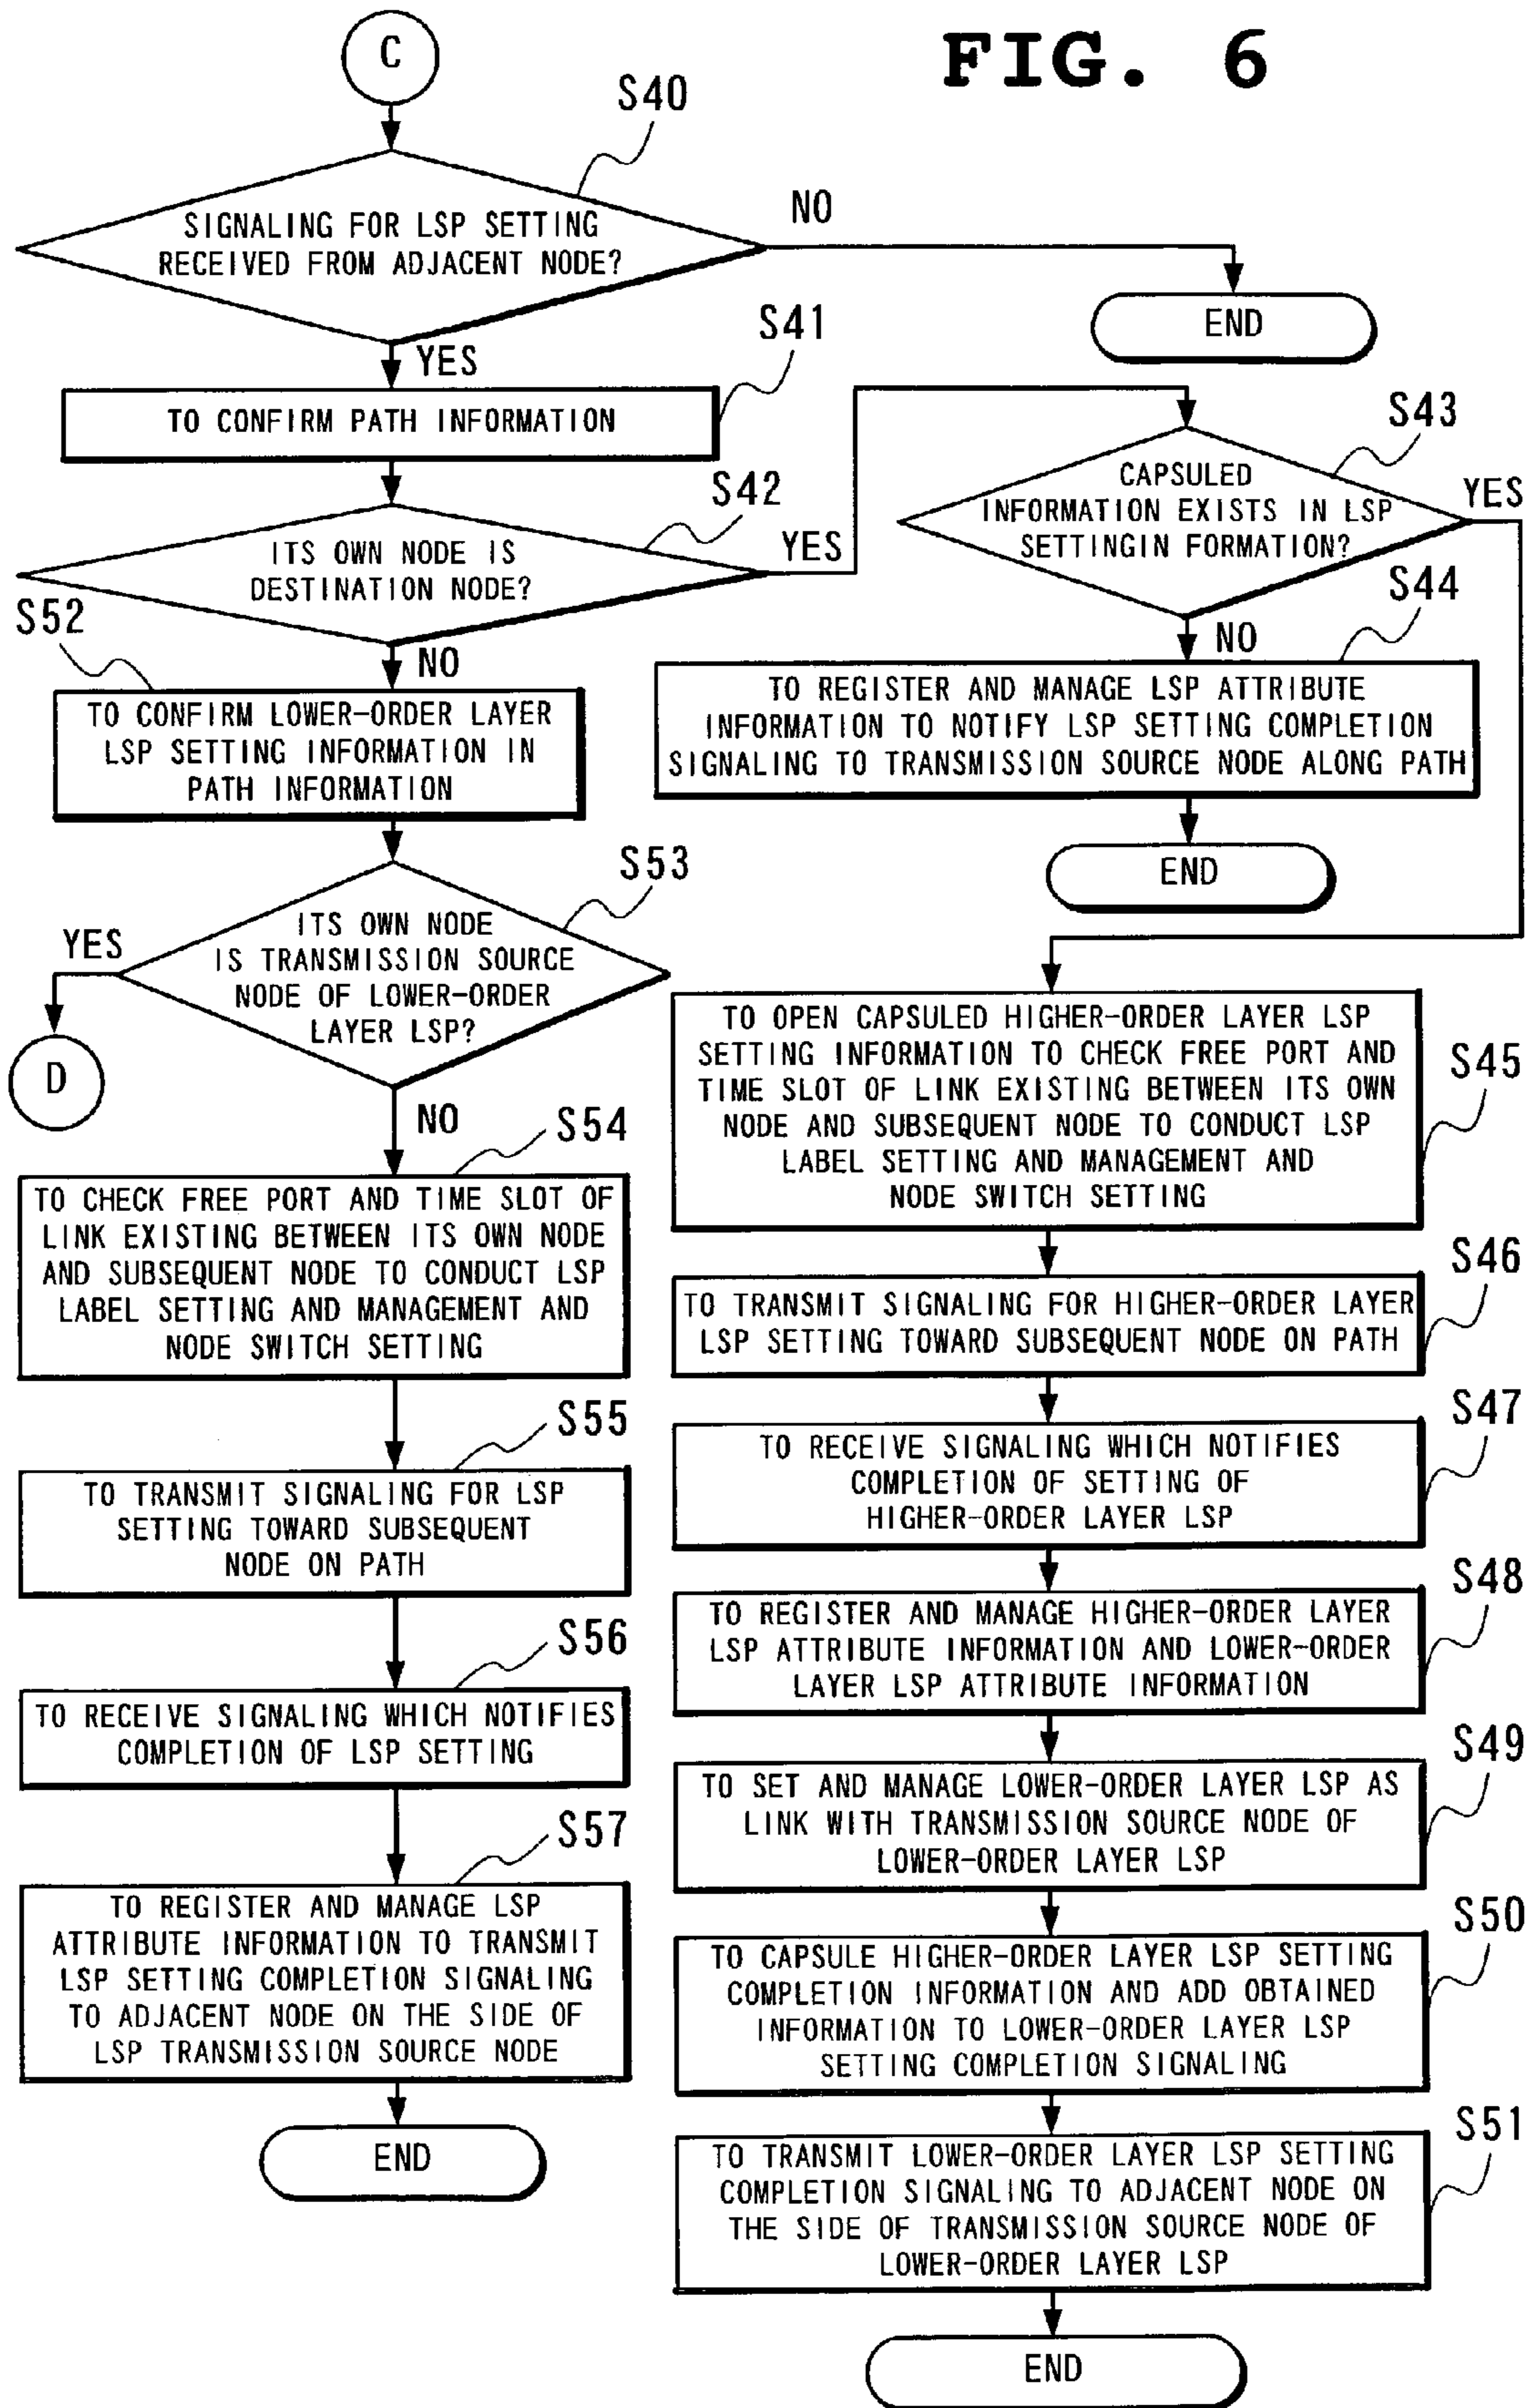 FIG. 6
C
S40
SIGNALING FOR LSP SETTING
RECEIVED FROM ADJACENT NODE?
NO
END
YES
S41
TO CONFIRM PATH INFORMATION
S42
ITS OWN NODE IS
DESTINATION NODE?
YES
S43
CAPSULED
INFORMATION EXISTS IN LSP
SETTINGIN FORMATION?
YES
NO
S44
TO REGISTER AND MANAGE LSP ATTRIBUTE
INFORMATION TO NOTIFY LSP SETTING COMPLETION
SIGNALING TO TRANSMISSION SOURCE NODE ALONG PATH
END
NO
S52
TO CONFIRM LOWER-ORDER LAYER
LSP SETTING INFORMATION IN
PATH INFORMATION
S53
ITS OWN NODE
IS TRANSMISSION SOURCE
NODE OF LOWER-ORDER
LAYER LSP?
YES
D
NO
S54
TO CHECK FREE PORT AND TIME SLOT OF
LINK EXISTING BETWEEN ITS OWN NODE
AND SUBSEQUENT NODE TO CONDUCT LSP
LABEL SETTING AND MANAGEMENT AND
NODE SWITCH SETTING
S55
TO TRANSMIT SIGNALING FOR LSP
SETTING TOWARD SUBSEQUENT
NODE ON PATH
S56
TO RECEIVE SIGNALING WHICH NOTIFIES
COMPLETION OF LSP SETTING
S57
TO REGISTER AND MANAGE LSP
ATTRIBUTE INFORMATION TO TRANSMIT
LSP SETTING COMPLETION SIGNALING
TO ADJACENT NODE ON THE SIDE OF
LSP TRANSMISSION SOURCE NODE
END
S45
TO OPEN CAPSULED HIGHER-ORDER LAYER LSP
SETTING INFORMATION TO CHECK FREE PORT AND
TIME SLOT OF LINK EXISTING BETWEEN ITS OWN
NODE AND SUBSEQUENT NODE TO CONDUCT LSP
LABEL SETTING AND MANAGEMENT AND
NODE SWITCH SETTING
S46
TO TRANSMIT SIGNALING FOR HIGHER-ORDER LAYER
LSP SETTING TOWARD SUBSEQUENT NODE ON PATH
S47
TO RECEIVE SIGNALING WHICH NOTIFIES
COMPLETION OF SETTING OF
HIGHER-ORDER LAYER LSP
S48
TO REGISTER AND MANAGE HIGHER-ORDER LAYER
LSP ATTRIBUTE INFORMATION AND LOWER-ORDER
LAYER LSP ATTRIBUTE INFORMATION
S49
TO SET AND MANAGE LOWER-ORDER LAYER LSP AS
LINK WITH TRANSMISSION SOURCE NODE OF
LOWER-ORDER LAYER LSP
S50
TO CAPSULE HIGHER-ORDER LAYER LSP SETTING
COMPLETION INFORMATION AND ADD OBTAINED
INFORMATION TO LOWER-ORDER LAYER LSP
SETTING COMPLETION SIGNALING
S51
TO TRANSMIT LOWER-ORDER LAYER LSP SETTING
COMPLETION SIGNALING TO ADJACENT NODE ON
THE SIDE OF TRANSMISSION SOURCE NODE OF
LOWER-ORDER LAYER LSP
END